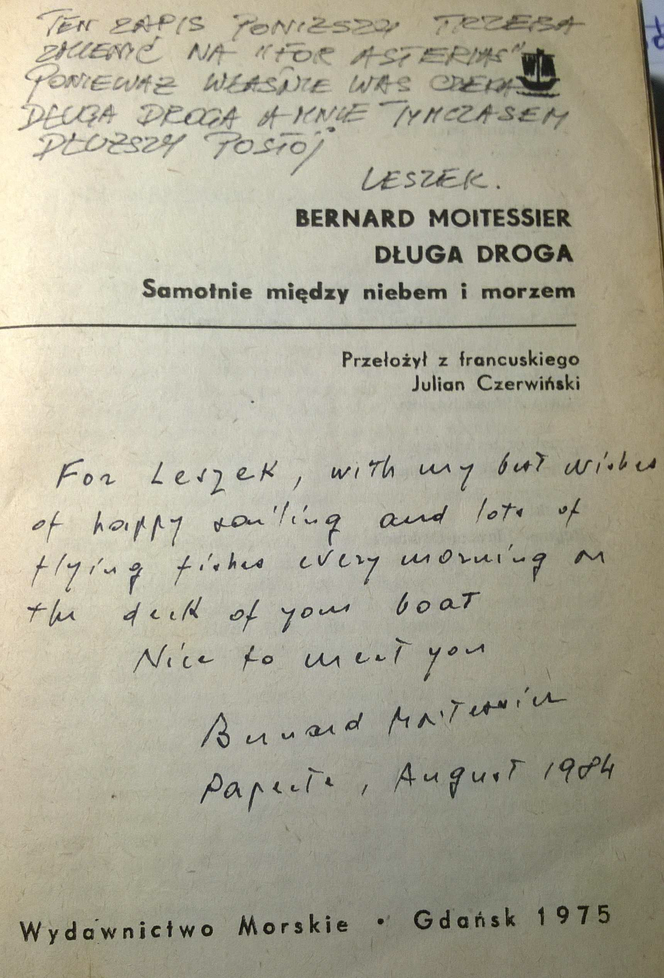 TEN ZAPIS PONIŻSZY TRZEBA
ZMIENIĆ NA "FOR ASTERIAS"
PONIEWAŻ WŁAŚNIE WAS CZEKA
DŁUGA DROGA A MNIE TYMCZASEM
DŁUŻSZY POSTÓJ
LESZEK.
BERNARD MOITESSIER
DŁUGA DROGA
Samotnie między niebem i morzem
Przełożył z francuskiego
Julian Czerwiński
For Leszek, with my best wishes
of happy sailing and lots of
flying fishes every morning on
the deck of your boat
Nice to meet you
Bernard Moitessier
Papeete, August 1984
Wydawnictwo Morskie • Gdańsk 1975